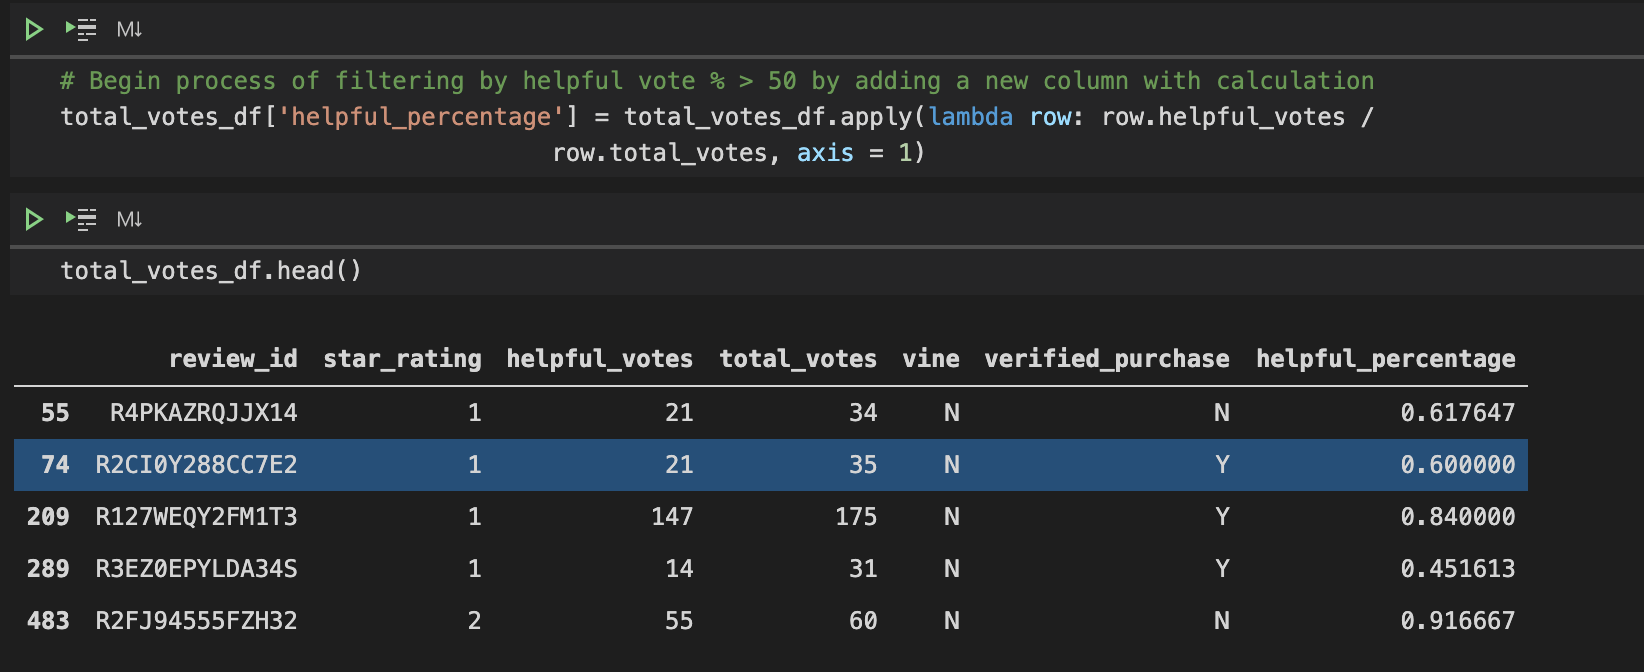 M↓
# Begin process of filtering by helpful vote % > 50 by adding a new column with calculation
total_votes_df['helpful_percentage'] = total_votes_df.apply(lambda row: row.helpful_votes /
row.total_votes, axis = 1)
M↓
total_votes_df.head()
review_id star_rating helpful_votes total_votes vine verified_purchase helpful_percentage
55 R4PKAZRQJJX14 1 21 34 N N 0.617647
74 R2CI0Y288CC7E2 1 21 35 N Y 0.600000
209 R127WEQY2FM1T3 1 147 175 N Y 0.840000
289 R3EZ0EPYLDA34S 1 14 31 N Y 0.451613
483 R2FJ94555FZH32 2 55 60 N N 0.916667